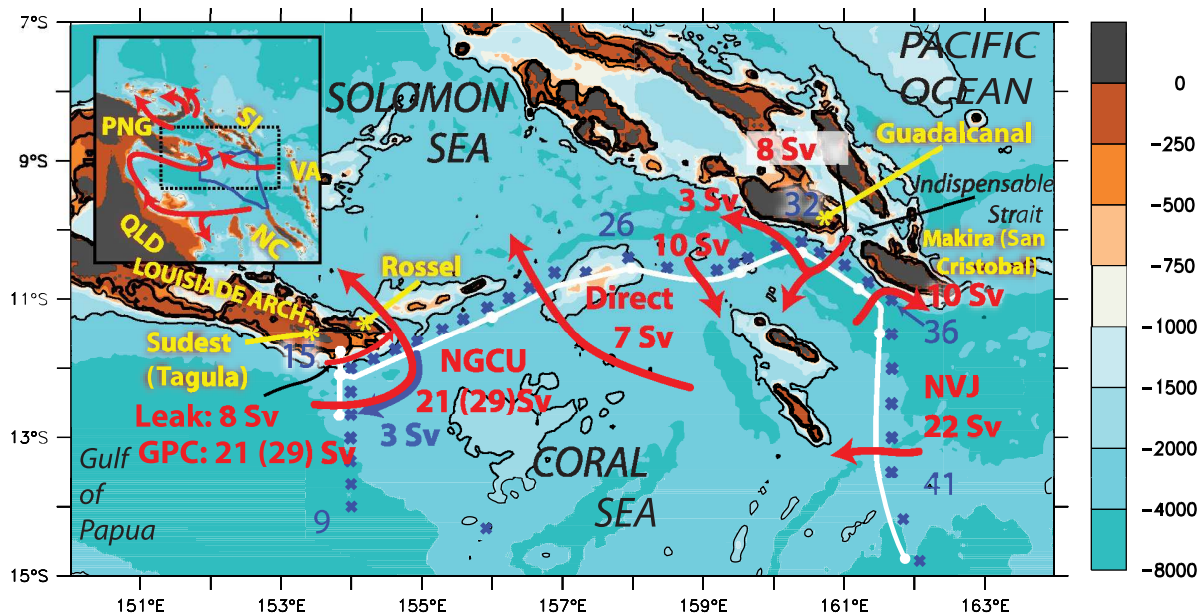 7°S
9°S
11°S
13°S
15°S
151°E
153°E
155°E
157°E
159°E
161°E
163°E
PNG
SI
VA
QLD
NC
SOLOMON
SEA
PACIFIC
OCEAN
Guadalcanal
8 Sv
Indispensable
Strait
Makira (San
Cristobal)
3 Sv
32
26
10 Sv
10 Sv
36
LOUISIADE ARCH
Rossel
Direct
7 Sv
Sudest
(Tagula)
15
NGCU
21 (29)Sv
NVJ
22 Sv
Leak: 8 Sv
GPC: 21 (29) Sv
3 Sv
Gulf
of
Papua
CORAL
SEA
9
41
0
−250
−500
−750
−1000
−1500
−2000
−4000
−8000